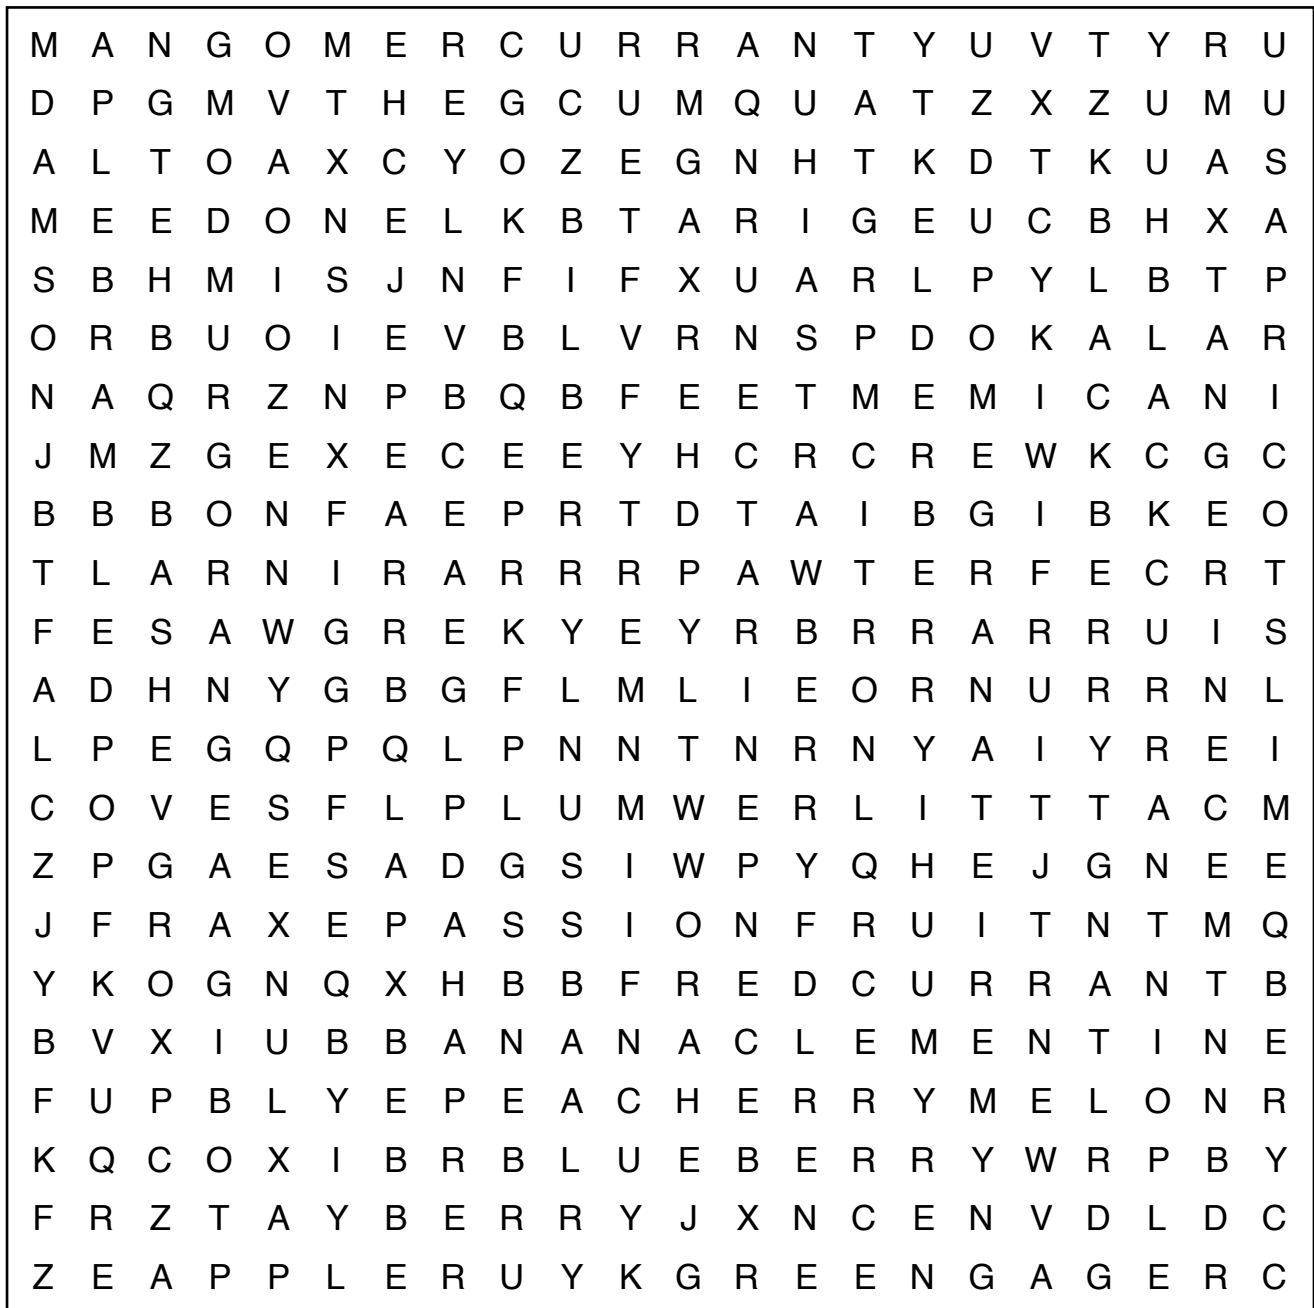 M A N G O M E R C U R R A N T Y U V T Y R U
D P G M V T H E G C U M Q U A T Z X Z U M U
A L T O A X C Y O Z E G N H T K D T K U A S
M E E D O N E L K B T A R I G E U C B H X A
S B H M I S J N F I F X U A R L P Y L B T P
O R B U O I E V B L V R N S P D O K A L A R
N A Q R Z N P B Q B F E E T M E M I C A N I
J M Z G E X E C E E Y H C R C R E W K C G C
B B B O N F A E P R T D T A I B G I B K E O
T L A R N I R A R R R P A W T E R F E C R T
F E S A W G R E K Y E Y R B R R A R R U I S
A D H N Y G B G F L M L I E O R N U R R N L
L P E G Q P Q L P N N T N R N Y A I Y R E I
C O V E S F L P L U M W E R L I T T T A C M
Z P G A E S A D G S I W P Y Q H E J G N E E
J F R A X E P A S S I O N F R U I T N T M Q
Y K O G N Q X H B B F R E D C U R R A N T B
B V X I U B B A N A N A C L E M E N T I N E
F U P B L Y E P E A C H E R R Y M E L O N R
K Q C O X I B R B L U E B E R R Y W R P B Y
F R Z T A Y B E R R Y J X N C E N V D L D C
Z E A P P L E R U Y K G R E E N G A G E R C